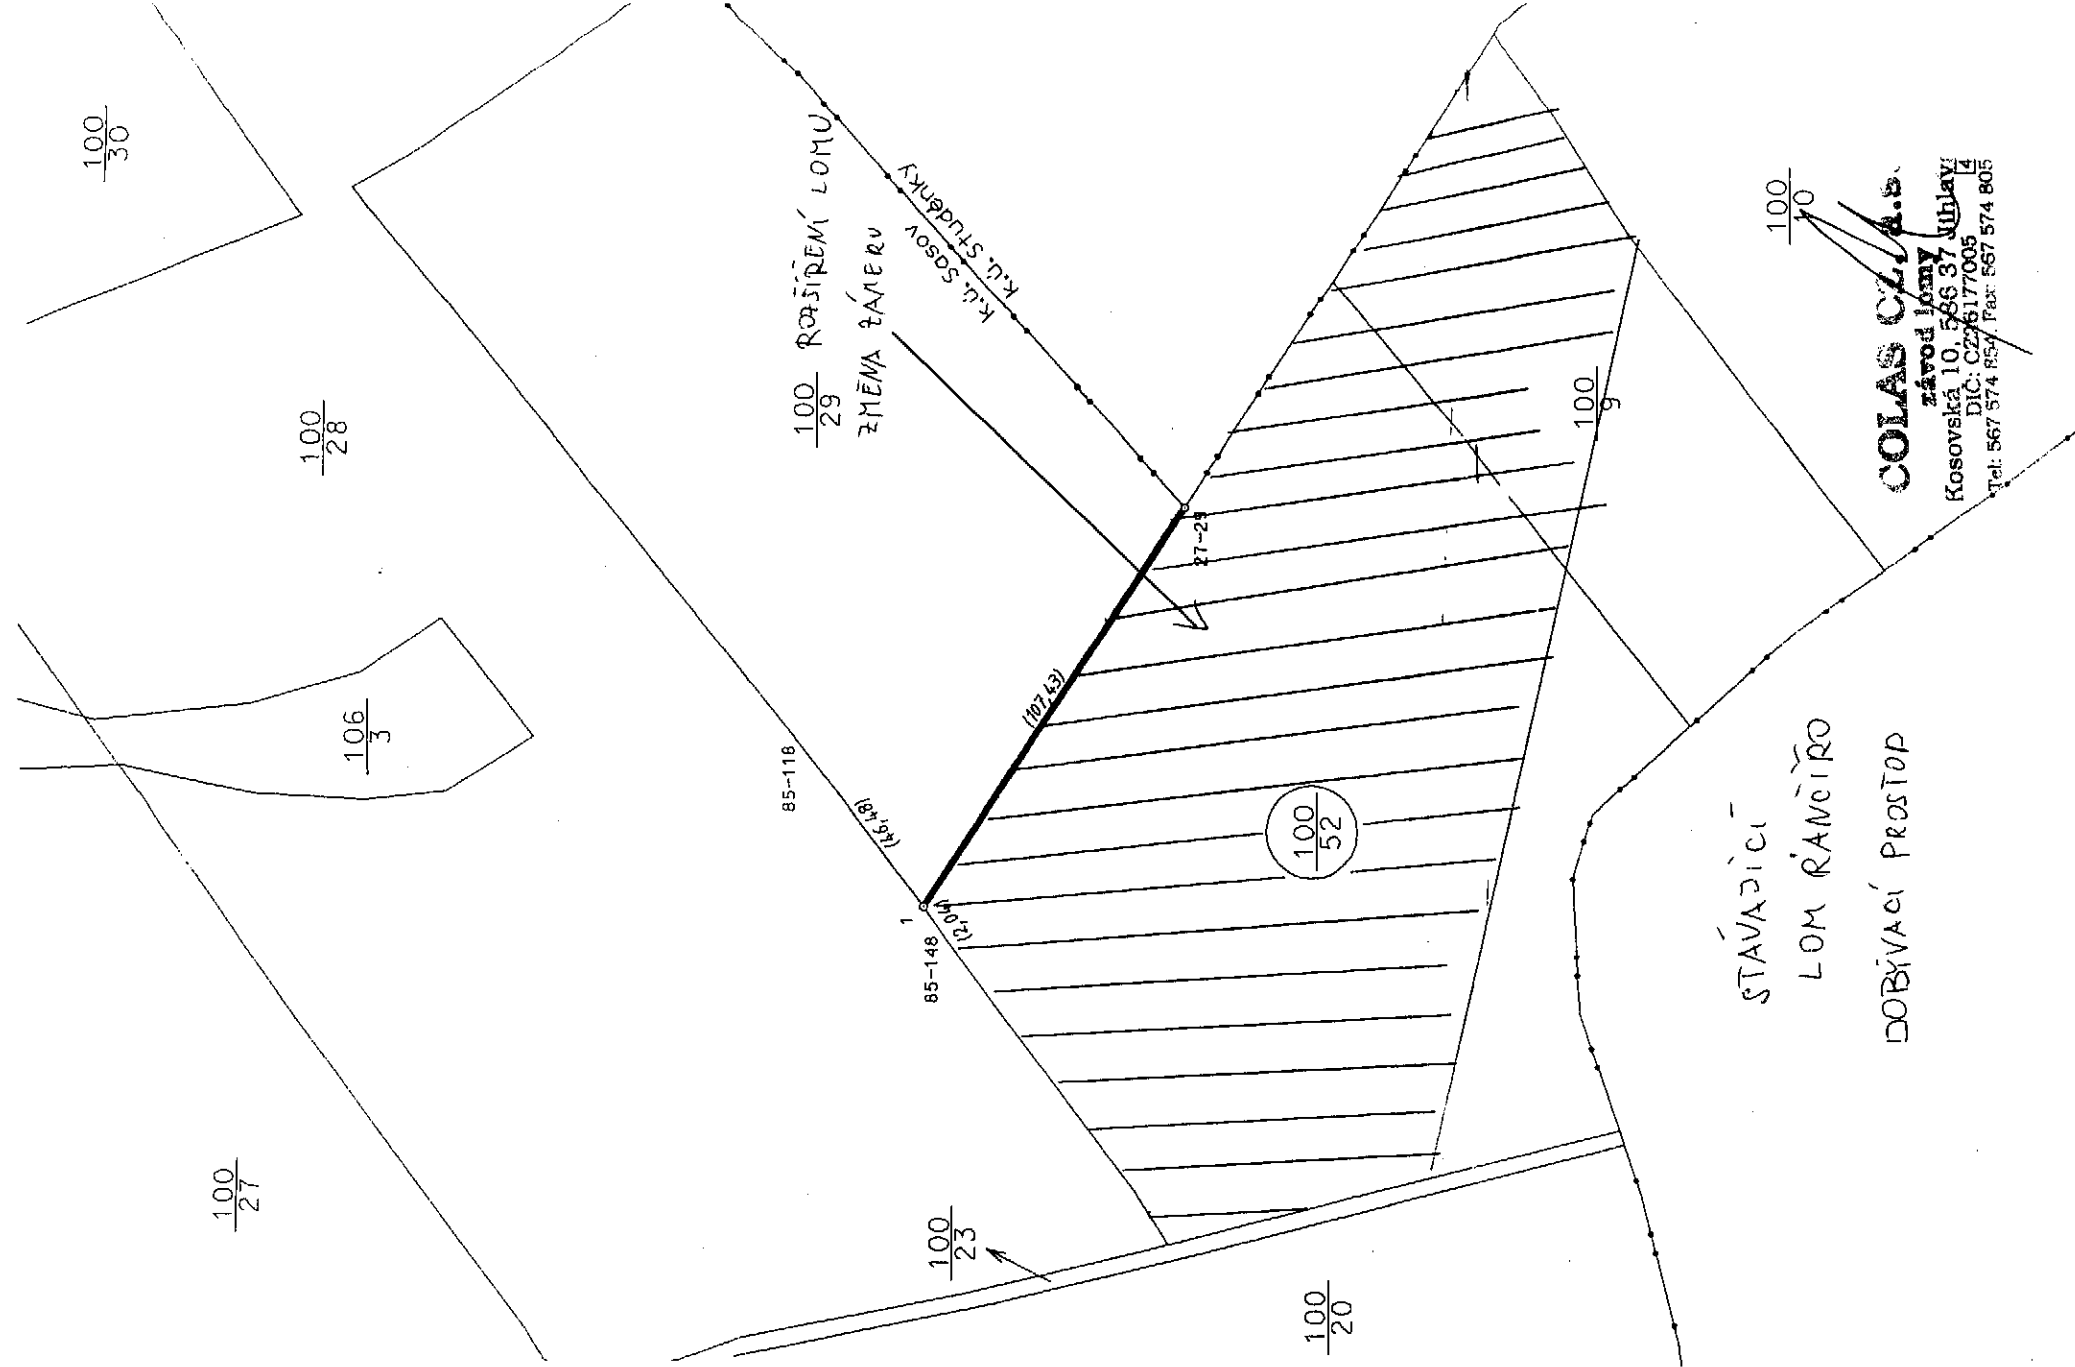 100
30
100
28
106
3
100
27
100
29
ROZŠÍŘENÍ LOMU
ZMĚNA ZÁMĚRU
K.Ú. Sasov
K.Ú. Studénky
85-118
(46,48)
(107,43)
27-29
1
(2,04)
85-148
100
52
100
9
100
10
100
23
100
20
STÁVAJÍCÍ
LOM RANČÍŘO
DOBÝVACÍ PROSTOR
COLAS CZ, a.s.
závod lomy
Kosovská 10, 586 37 Jihlava
4
DIČ: CZ26177005
Tel: 567 574 854, Fax: 567 574 805